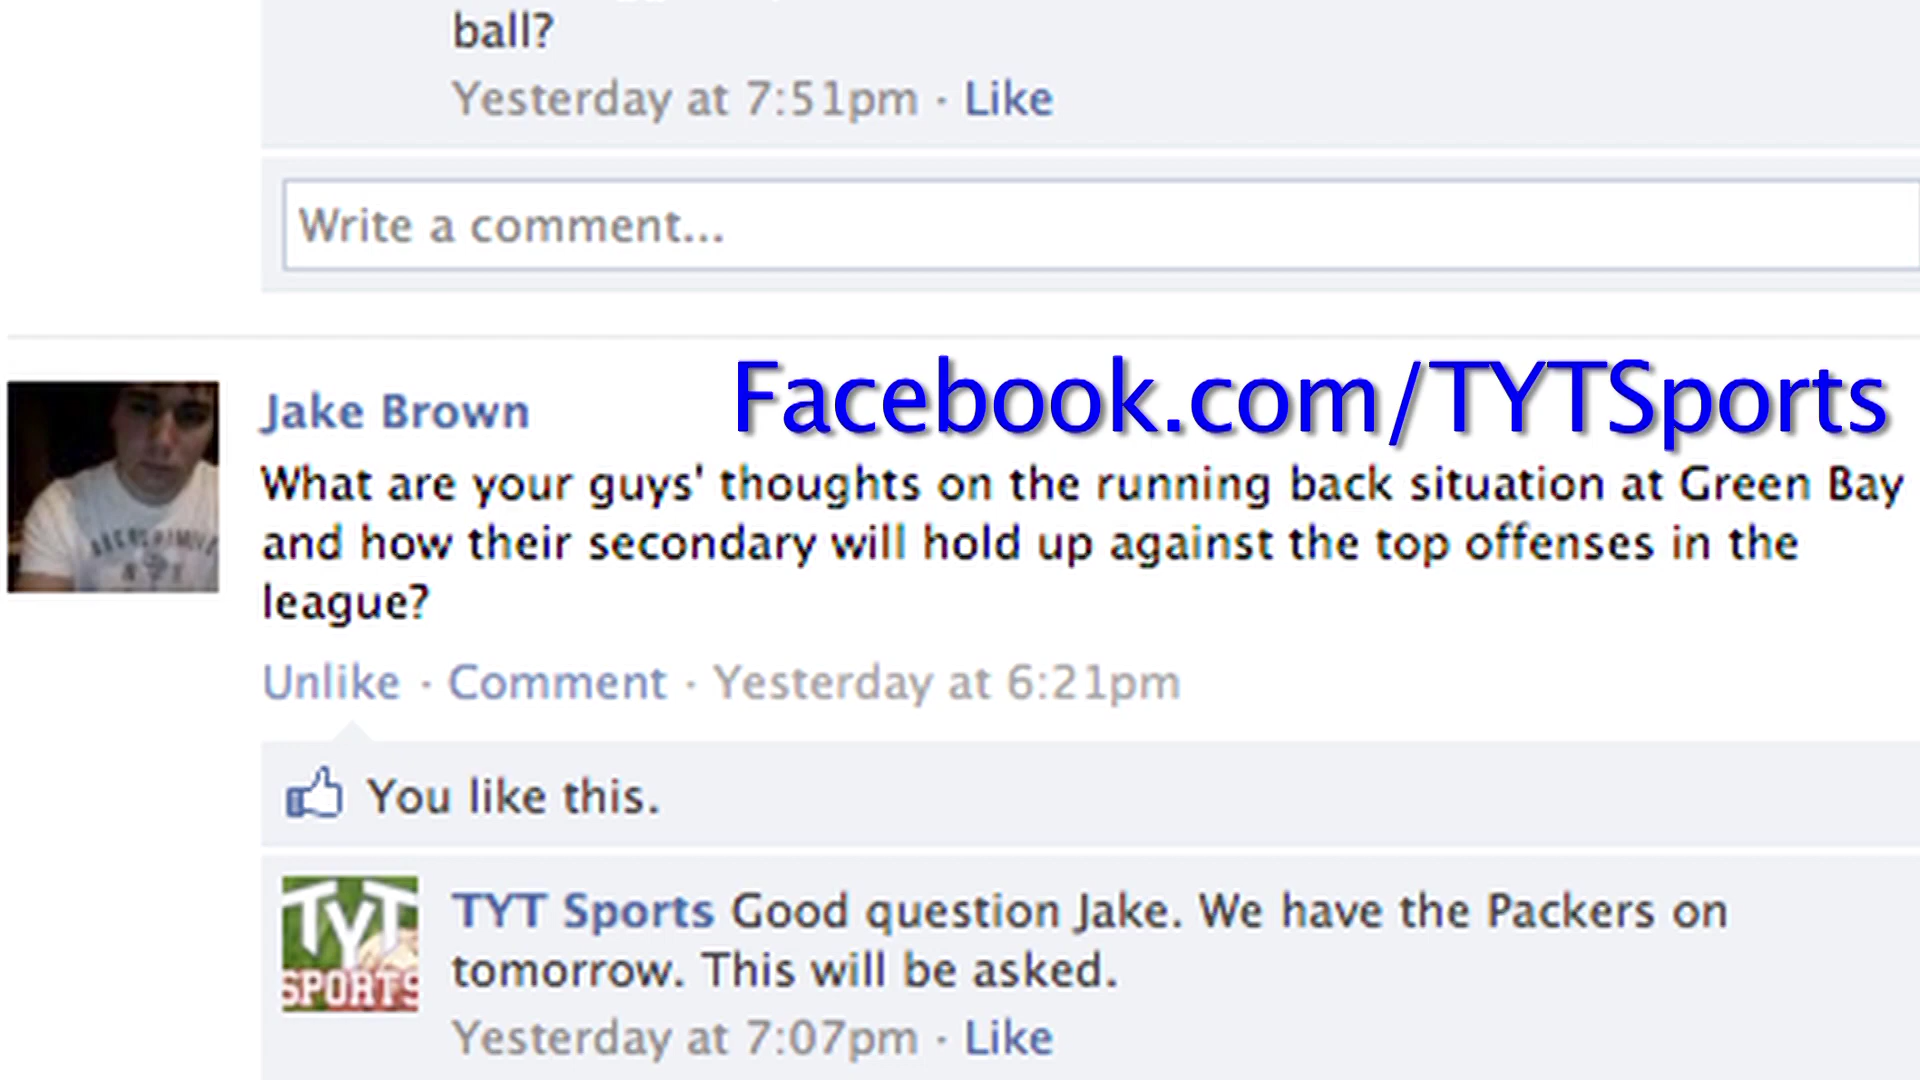 ball?
Yesterday at 7:51pm · Like
Write a comment...
Facebook.com/TYTSports
Jake Brown
What are your guys' thoughts on the running back situation at Green Bay
and how their secondary will hold up against the top offenses in the
league?
Unlike · Comment · Yesterday at 6:21pm
You like this.
TYT
SPORTS
TYT Sports Good question Jake. We have the Packers on
tomorrow. This will be asked.
Yesterday at 7:07pm · Like